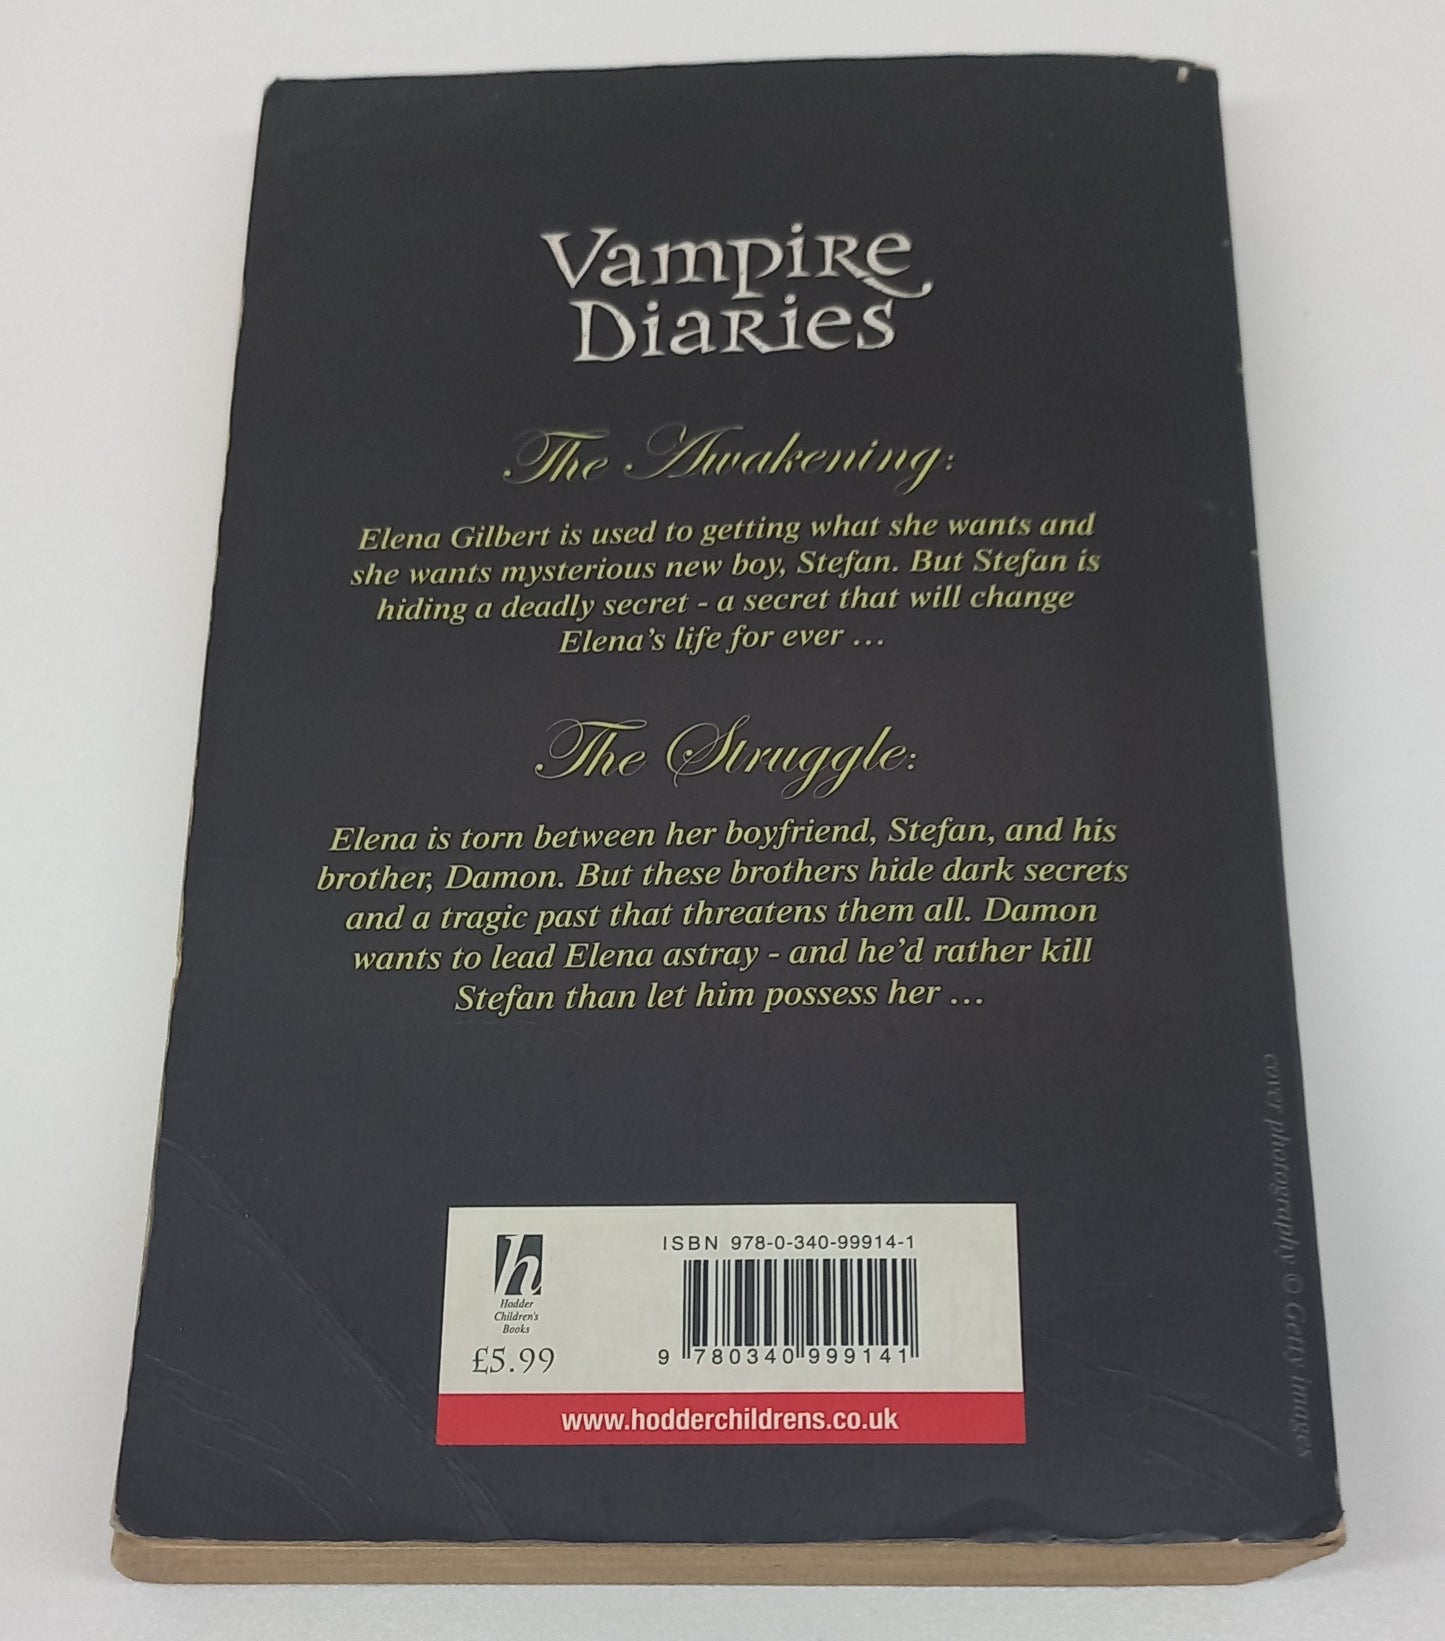 Vampire
Diaries
The Awakening:
Elena Gilbert is used to getting what she wants and
she wants mysterious new boy, Stefan. But Stefan is
hiding a deadly secret - a secret that will change
Elena's life for ever ...
The Struggle:
Elena is torn between her boyfriend, Stefan, and his
brother, Damon. But these brothers hide dark secrets
and a tragic past that threatens them all. Damon
wants to lead Elena astray - and he'd rather kill
Stefan than let him possess her ...
cover photography © Getty Images
h
Hodder
Children's
Books
£5.99
ISBN 978-0-340-99914-1
9 780340 999141
www.hodderchildrens.co.uk